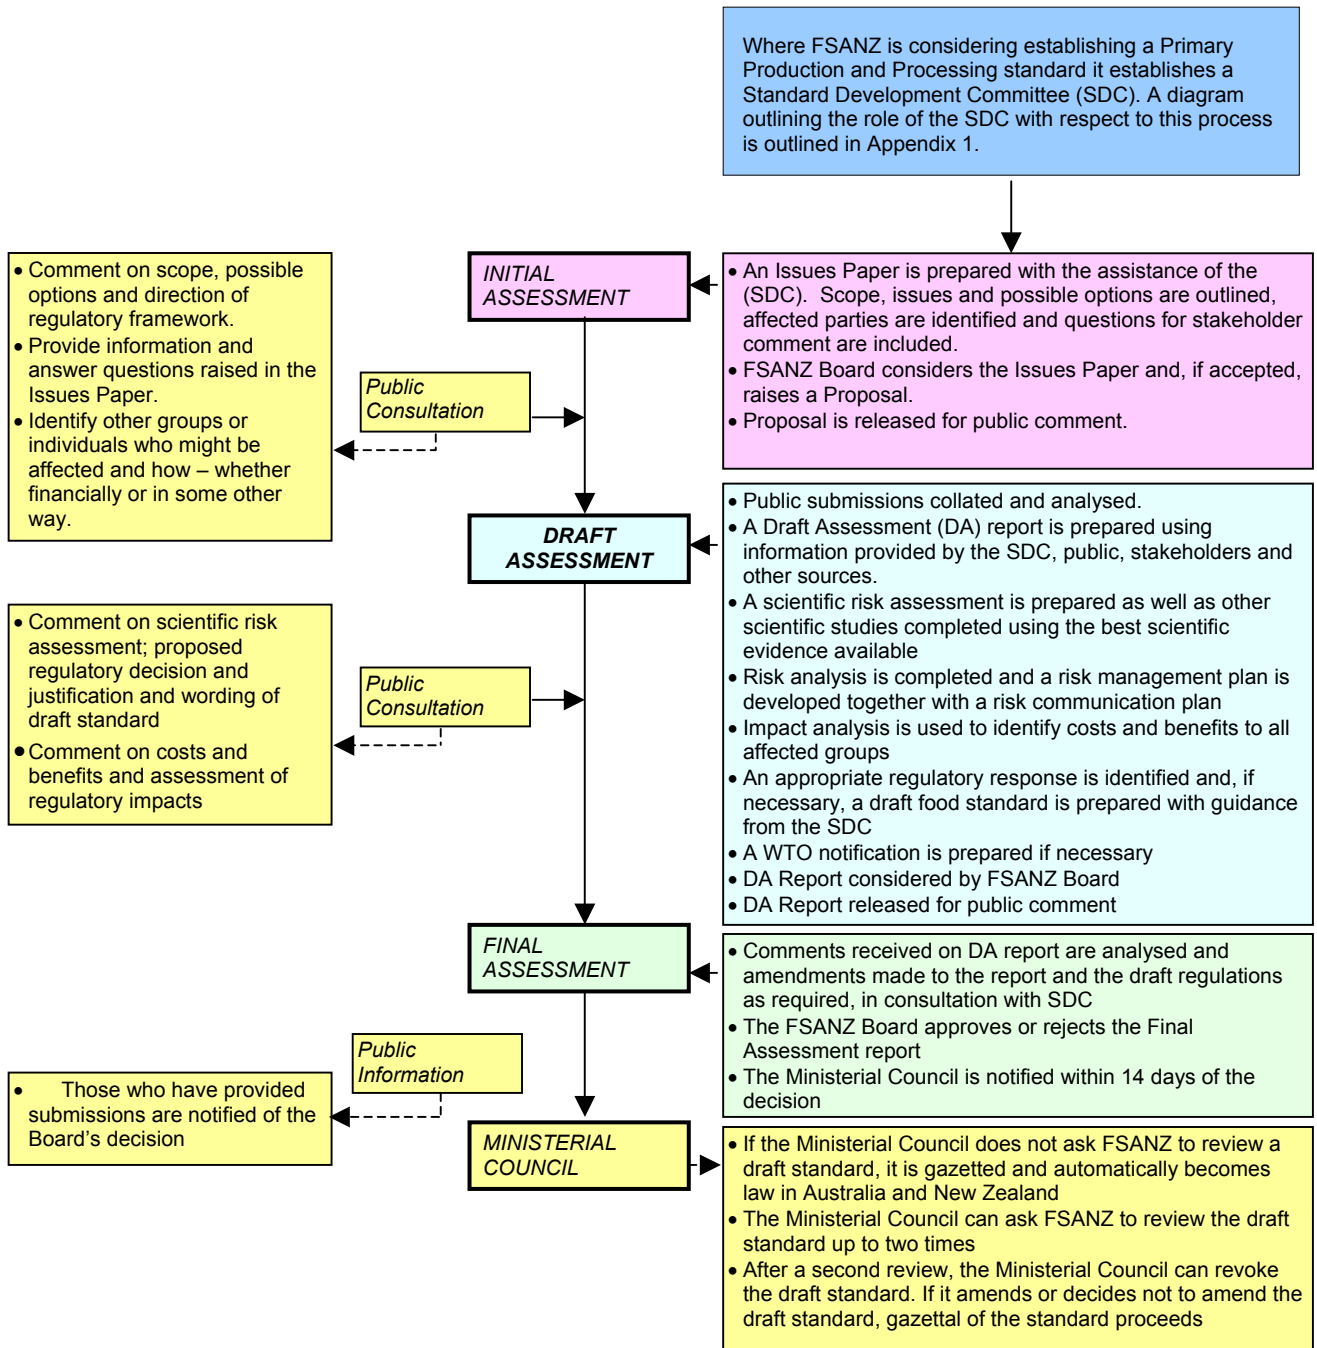 Where FSANZ is considering establishing a Primary
Production and Processing standard it establishes a
Standard Development Committee (SDC). A diagram
outlining the role of the SDC with respect to this process
is outlined in Appendix 1.
• Comment on scope, possible
options and direction of
regulatory framework.
• Provide information and
answer questions raised in the
Issues Paper.
• Identify other groups or
individuals who might be
affected and how – whether
financially or in some other
way.
Public
Consultation
INITIAL
ASSESSMENT
• An Issues Paper is prepared with the assistance of the
(SDC).  Scope, issues and possible options are outlined,
affected parties are identified and questions for stakeholder
comment are included.
• FSANZ Board considers the Issues Paper and, if accepted,
raises a Proposal.
• Proposal is released for public comment.
DRAFT
ASSESSMENT
• Public submissions collated and analysed.
• A Draft Assessment (DA) report is prepared using
information provided by the SDC, public, stakeholders and
other sources.
• A scientific risk assessment is prepared as well as other
scientific studies completed using the best scientific
evidence available
• Risk analysis is completed and a risk management plan is
developed together with a risk communication plan
• Impact analysis is used to identify costs and benefits to all
affected groups
• An appropriate regulatory response is identified and, if
necessary, a draft food standard is prepared with guidance
from the SDC
• A WTO notification is prepared if necessary
• DA Report considered by FSANZ Board
• DA Report released for public comment
• Comment on scientific risk
assessment; proposed
regulatory decision and
justification and wording of
draft standard
• Comment on costs and
benefits and assessment of
regulatory impacts
Public
Consultation
FINAL
ASSESSMENT
• Comments received on DA report are analysed and
amendments made to the report and the draft regulations
as required, in consultation with SDC
• The FSANZ Board approves or rejects the Final
Assessment report
• The Ministerial Council is notified within 14 days of the
decision
Public
Information
• Those who have provided
submissions are notified of the
Board's decision
MINISTERIAL
COUNCIL
• If the Ministerial Council does not ask FSANZ to review a
draft standard, it is gazetted and automatically becomes
law in Australia and New Zealand
• The Ministerial Council can ask FSANZ to review the draft
standard up to two times
• After a second review, the Ministerial Council can revoke
the draft standard. If it amends or decides not to amend the
draft standard, gazettal of the standard proceeds